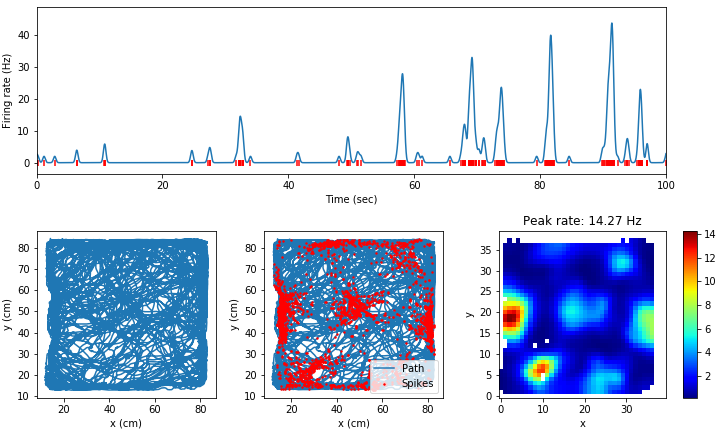 Firing rate (Hz)
40
30
20
10
0
0 20 40 60 80 100
Time (sec)
y (cm)
80
70
60
50
40
30
20
10
20 40 60 80
x (cm)
y (cm)
80
70
60
50
40
30
20
10
Path
Spikes
20 40 60 80
x (cm)
Peak rate: 14.27 Hz
y
35
30
25
20
15
10
5
0
0 10 20 30
x
14
12
10
8
6
4
2